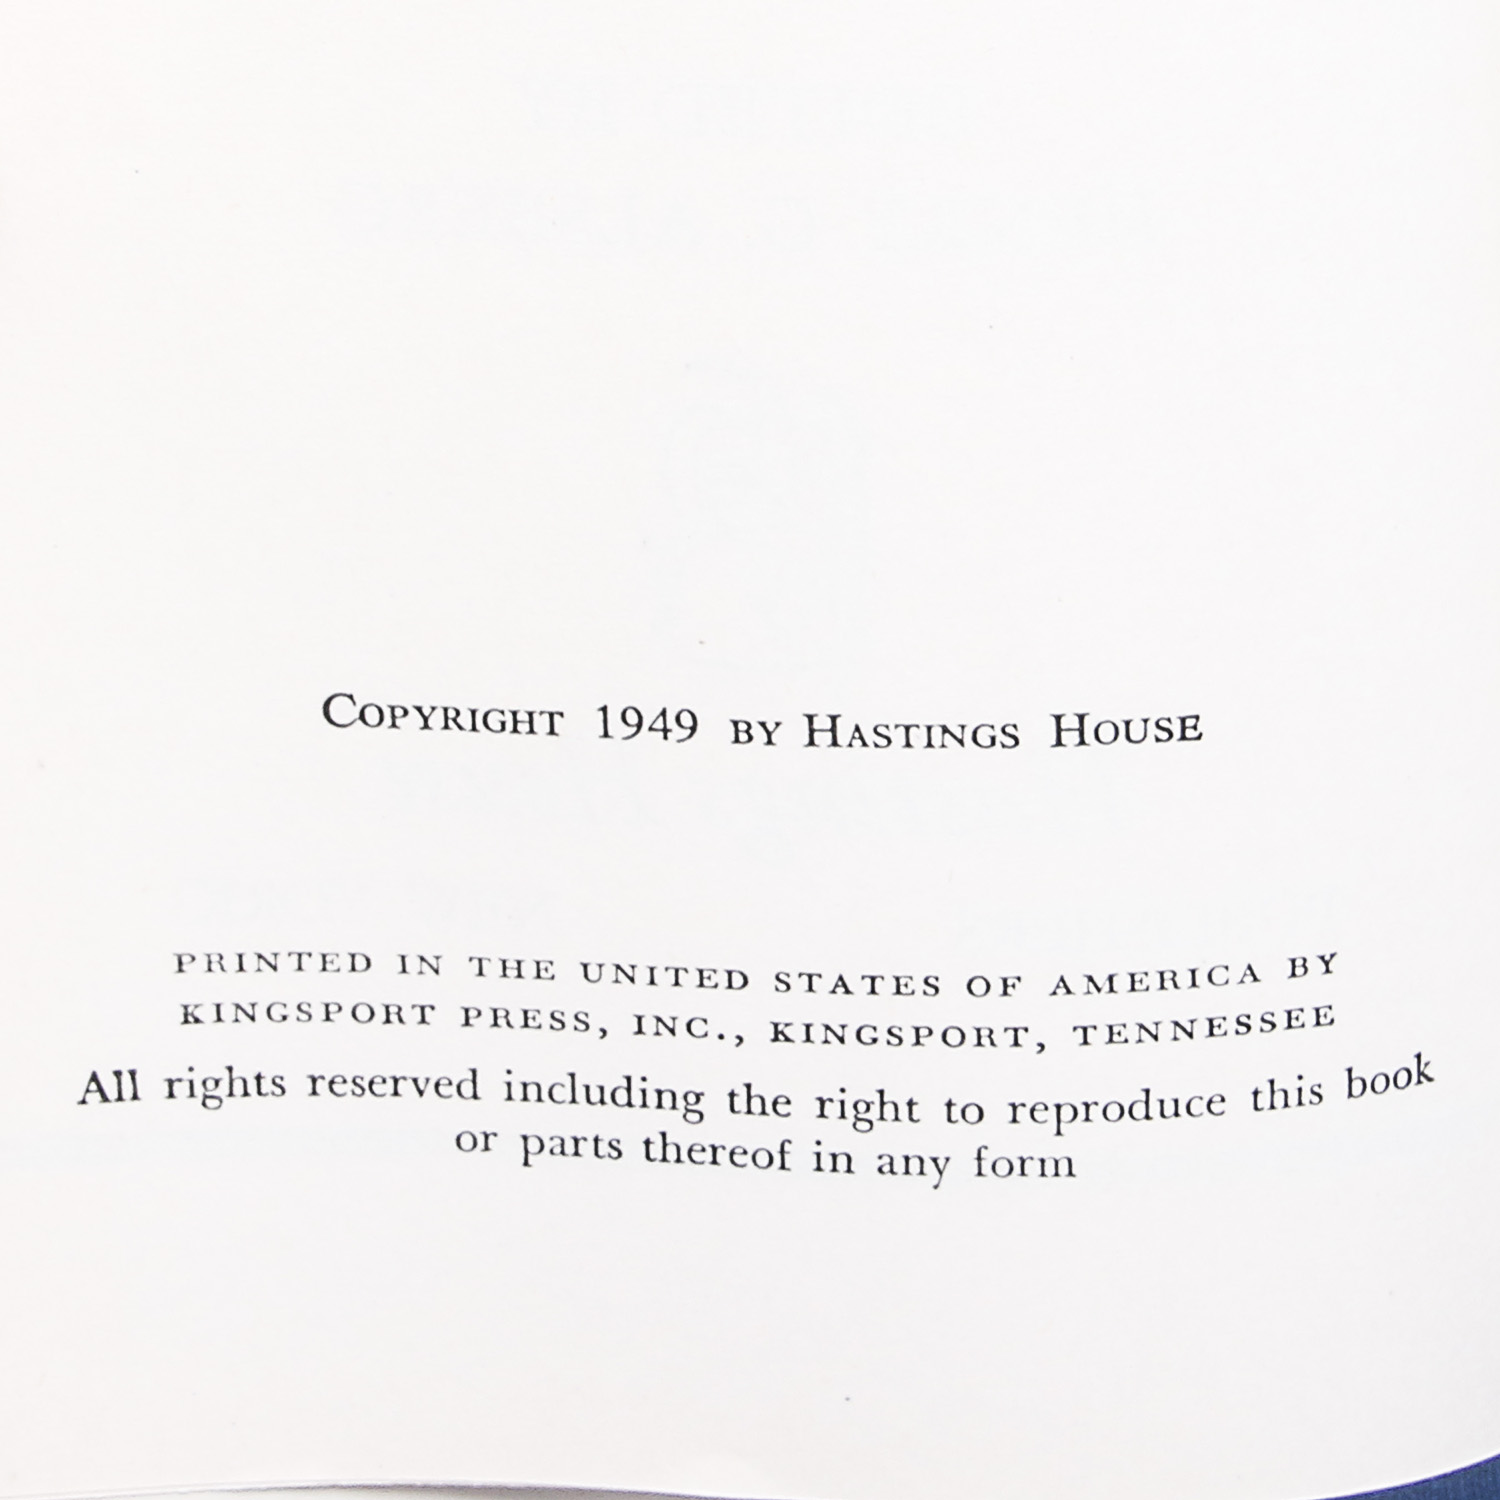 Copyright 1949 by Hastings House
PRINTED IN THE UNITED STATES OF AMERICA BY
KINGSPORT PRESS, INC., KINGSPORT, TENNESSEE
All rights reserved including the right to reproduce this book
or parts thereof in any form